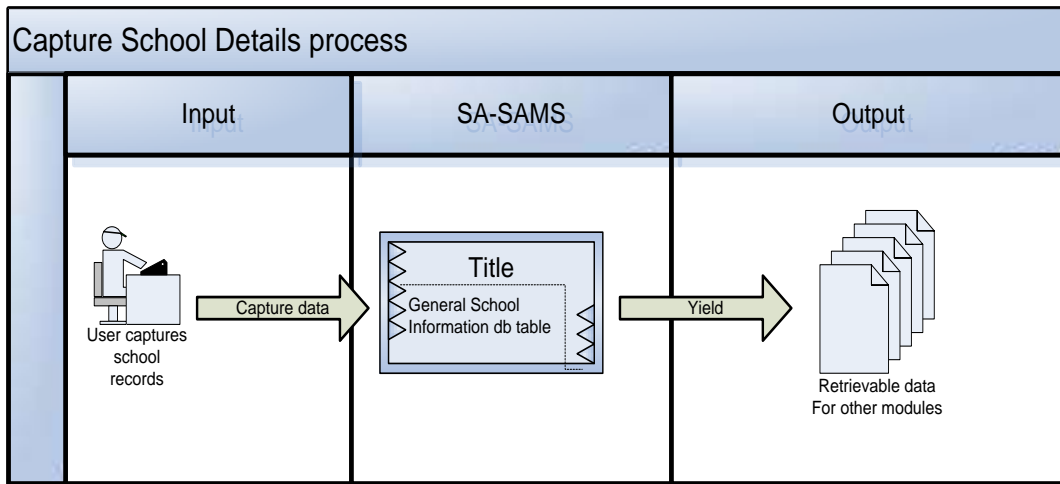 Capture School Details process
Input
SA-SAMS
Output
User captures
school
records
Capture data
Title
General School
Information db table
Yield
Retrievable data
For other modules